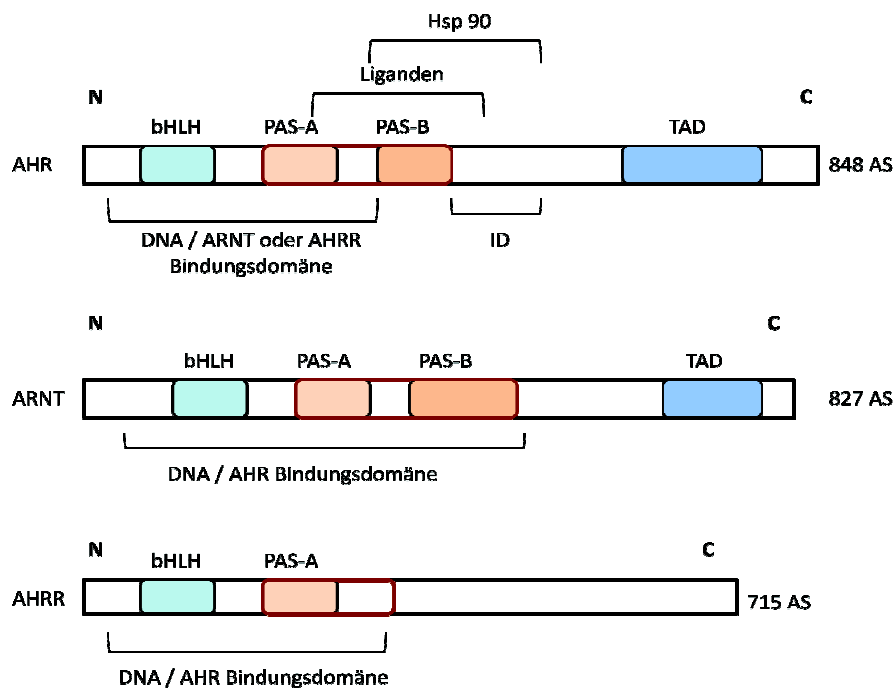 Hsp 90
Liganden
N C
bHLH PAS-A PAS-B TAD
AHR 848 AS
DNA / ARNT oder AHRR
Bindungsdomäne
ID
N C
bHLH PAS-A PAS-B TAD
ARNT 827 AS
DNA / AHR Bindungsdomäne
N C
bHLH PAS-A
AHRR 715 AS
DNA / AHR Bindungsdomäne